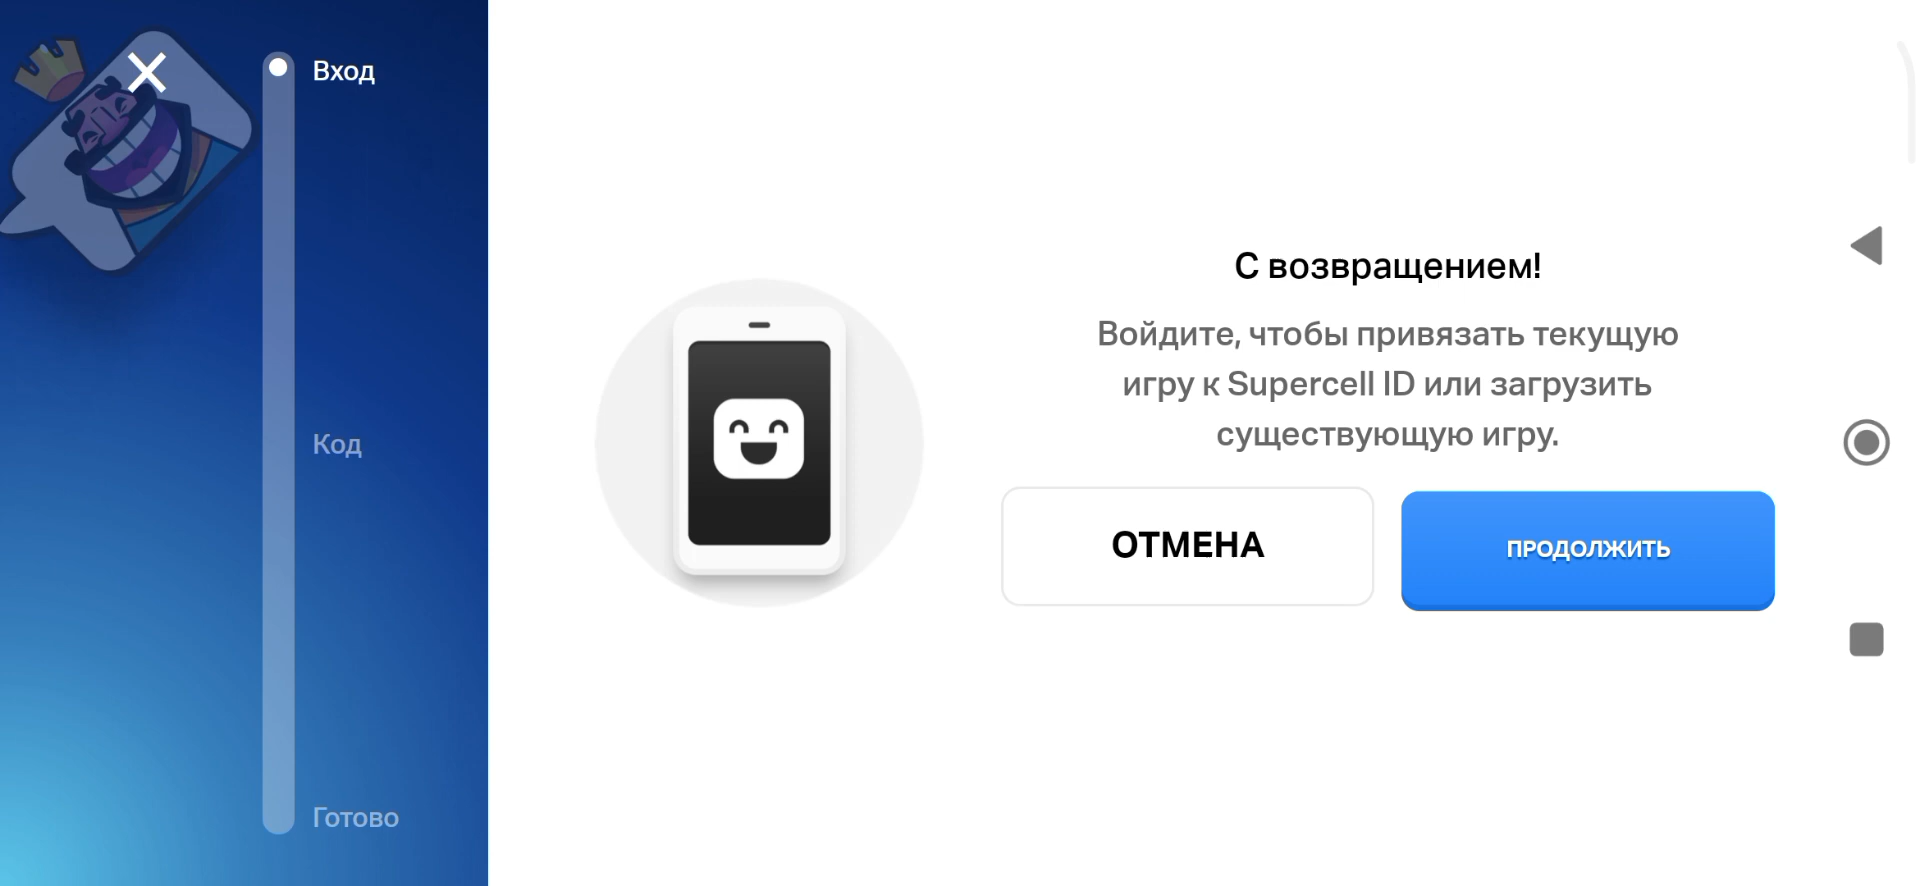 Вход
Код
Готово
С возвращением!
Войдите, чтобы привязать текущую
игру к Supercell ID или загрузить
существующую игру.
ОТМЕНА
ПРОДОЛЖИТЬ